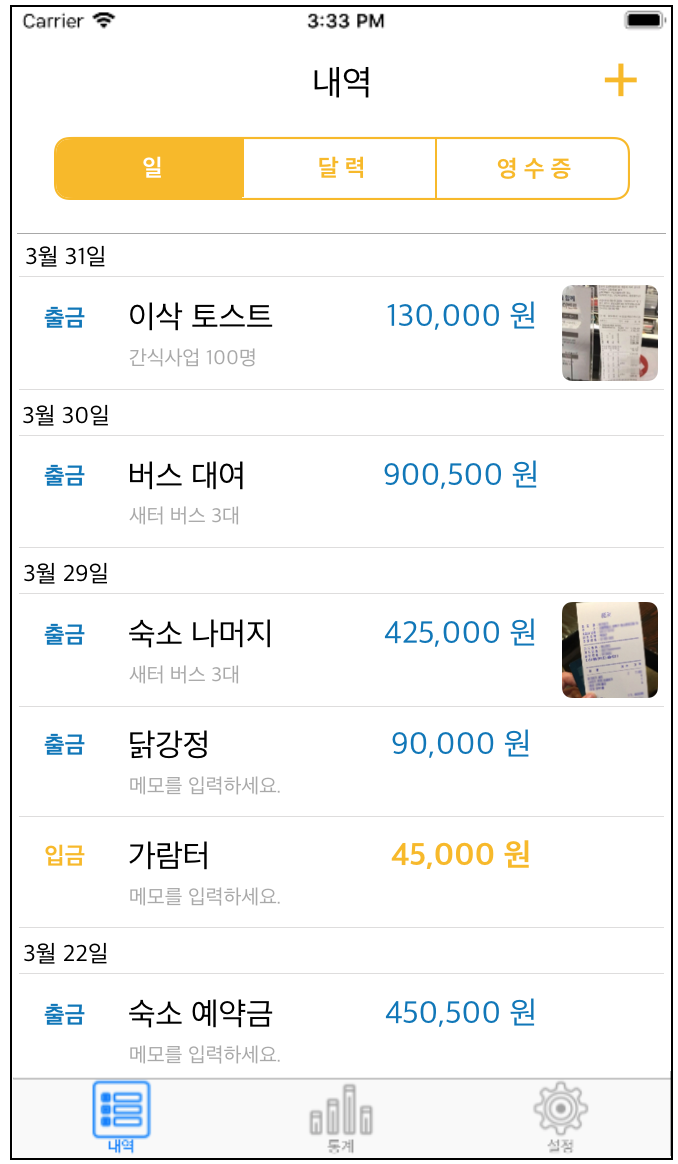 Carrier 3:33 PM
내역 +
일 달력 영수증
3월 31일
출금 이삭 토스트 130,000 원
간식사업 100명
3월 30일
출금 버스 대여 900,500 원
새터 버스 3대
3월 29일
출금 숙소 나머지 425,000 원
새터 버스 3대
출금 닭강정 90,000 원
메모를 입력하세요.
입금 가람터 45,000 원
메모를 입력하세요.
3월 22일
출금 숙소 예약금 450,500 원
메모를 입력하세요.
내역 통계 설정